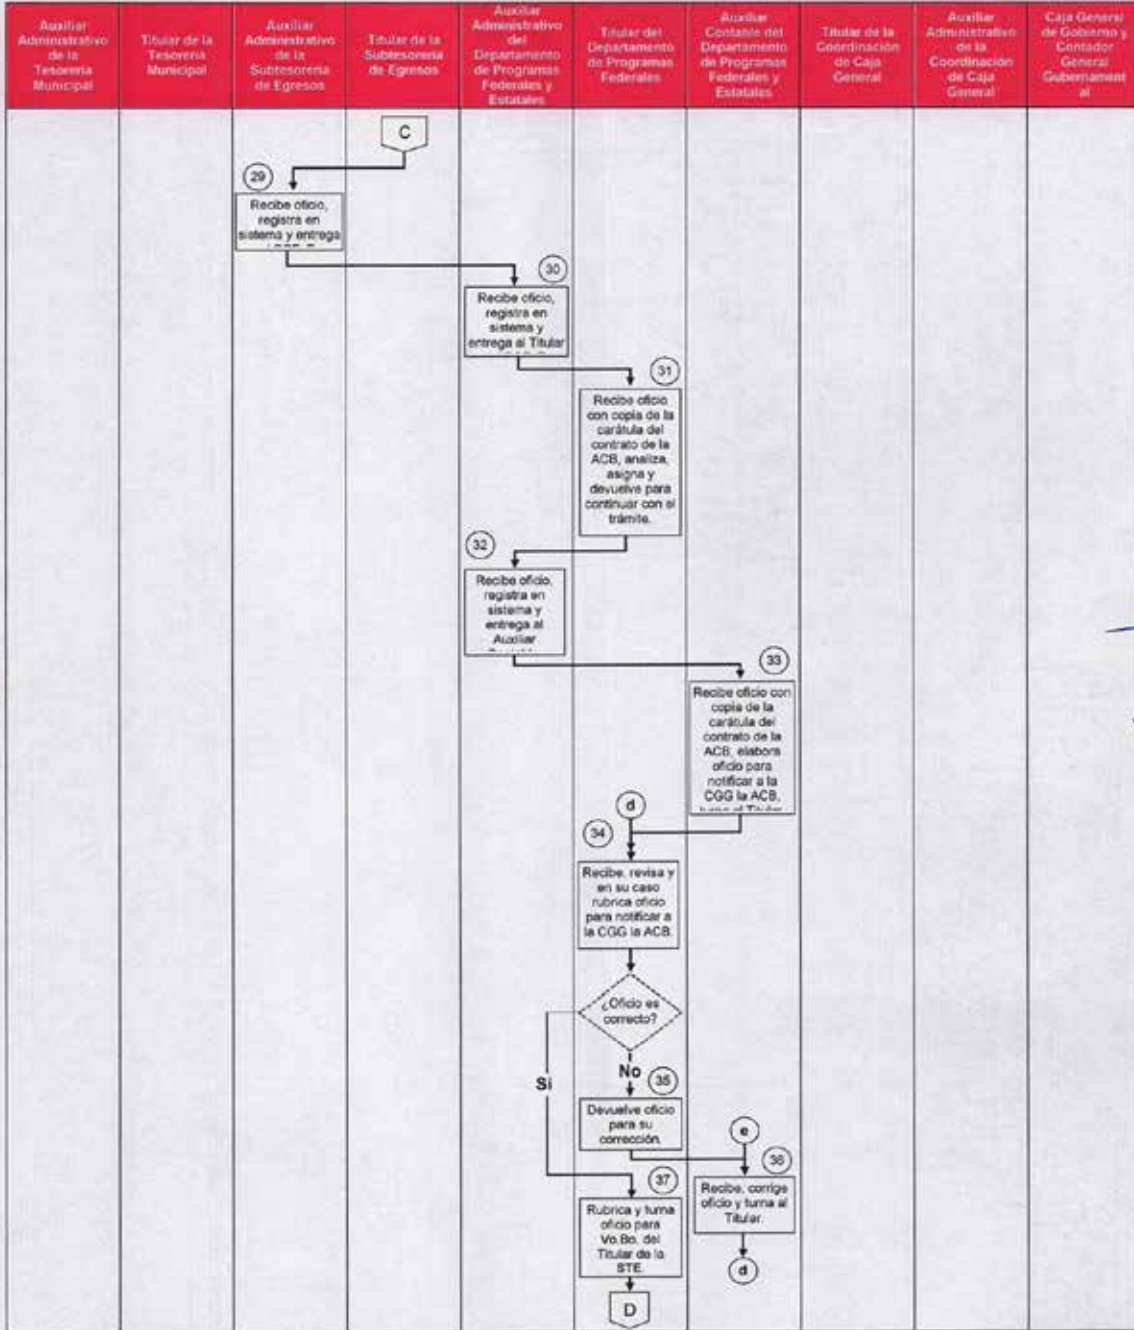 Auxiliar
Administrativo
de la
Tesorería
Municipal
Titular de la
Tesorería
Municipal
Auxiliar
Administrativo
de la
Subtesorería
de Egresos
Titular de la
Subtesorería
de Egresos
Auxiliar
Administrativo
del
Departamento
de Programas
Federales y
Estatales
Titular del
Departamento
de Programas
Federales
Auxiliar
Contable del
Departamento
de Programas
Federales y
Estatales
Titular de la
Coordinación
de Caja
General
Auxiliar
Administrativo
de la
Coordinación
de Caja
General
Caja General
de Gobierno y
Contador
General
Gubernament
al
C
29
Recibe oficio,
registra en
sistema y entrega
30
Recibe oficio,
registra en
sistema y
entrega al Titular
31
Recibe oficio
con copia de la
carátula del
contrato de la
ACB, analiza,
asigna y
devuelve para
continuar con el
trámite.
32
Recibe oficio,
registra en
sistema y
entrega al
Auxiliar
33
Recibe oficio con
copia de la
carátula del
contrato de la
ACB, elabora
oficio para
notificar a la
CGG la ACB,
turna al Titular
d
34
Recibe, revisa y
en su caso
rubrica oficio
para notificar a
la CGG la ACB.
¿Oficio es
correcto?
Si
No
35
Devuelve oficio
para su
corrección.
e
36
Recibe, corrige
oficio y turna al
Titular.
d
37
Rubrica y turna
oficio para
Vo.Bo. del
Titular de la
STE.
D